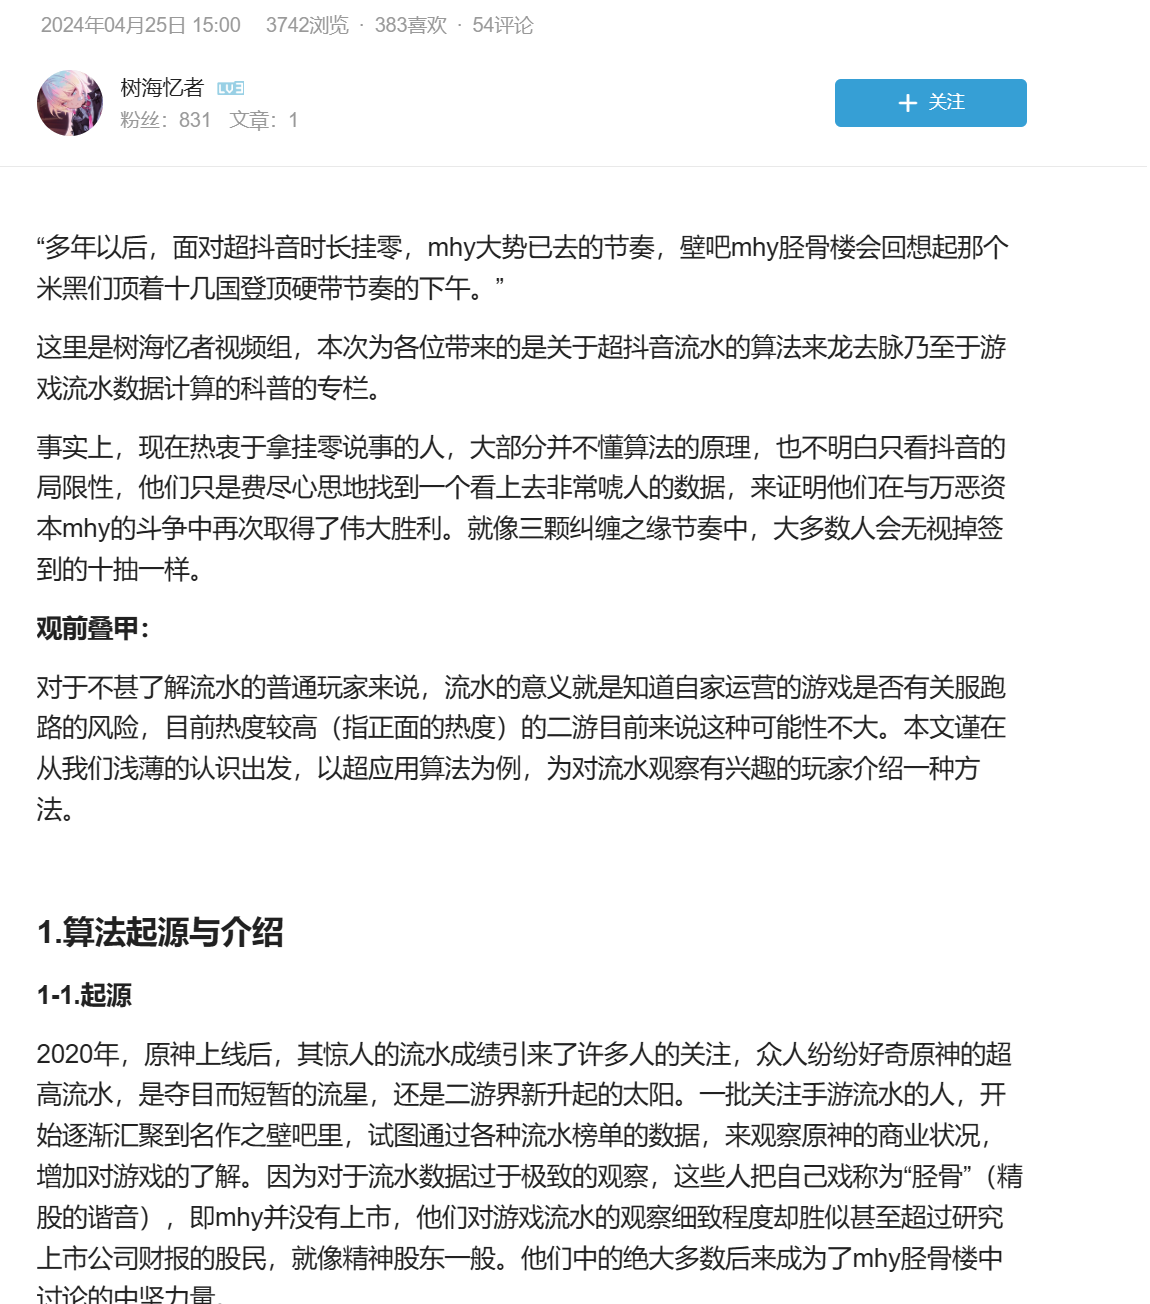 2024年04月25日 15:00 3742浏览 · 383喜欢 · 54评论
树海忆者 LV3
粉丝：831 文章：1
关注
“多年以后，面对超抖音时长挂零，mhy大势已去的节奏，壁吧mhy胫骨楼会回想起那个
米黑们顶着十几国登顶硬带节奏的下午。”
这里是树海忆者视频组，本次为各位带来的是关于超抖音流水的算法来龙去脉乃至于游
戏流水数据计算的科普的专栏。
事实上，现在热衷于拿挂零说事的人，大部分并不懂算法的原理，也不明白只看抖音的
局限性，他们只是费尽心思地找到一个看上去非常唬人的数据，来证明他们在与万恶资
本mhy的斗争中再次取得了伟大胜利。就像三颗纠缠之缘节奏中，大多数人会无视掉签
到的十抽一样。
观前叠甲：
对于不甚了解流水的普通玩家来说，流水的意义就是知道自家运营的游戏是否有关服跑
路的风险，目前热度较高（指正面的热度）的二游目前来说这种可能性不大。本文谨在
从我们浅薄的认识出发，以超应用算法为例，为对流水观察有兴趣的玩家介绍一种方
法。
1.算法起源与介绍
1-1.起源
2020年，原神上线后，其惊人的流水成绩引来了许多人的关注，众人纷纷好奇原神的超
高流水，是夺目而短暂的流星，还是二游界新升起的太阳。一批关注手游流水的人，开
始逐渐汇聚到名作之壁吧里，试图通过各种流水榜单的数据，来观察原神的商业状况，
增加对游戏的了解。因为对于流水数据过于极致的观察，这些人把自己戏称为“胫骨”（精
股的谐音），即mhy并没有上市，他们对游戏流水的观察细致程度却胜似甚至超过研究
上市公司财报的股民，就像精神股东一般。他们中的绝大多数后来成为了mhy胫骨楼中
讨论的中坚力量。